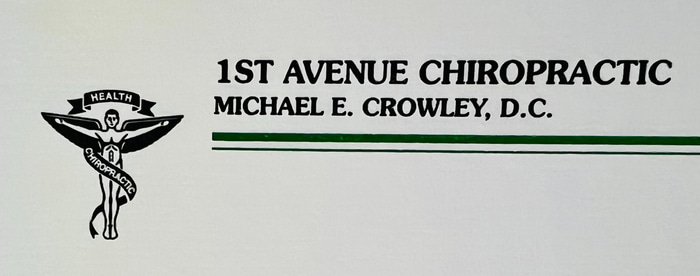 1ST AVENUE CHIROPRACTIC
MICHAEL E. CROWLEY, D.C.
HEALTH
CHIROPRACTIC